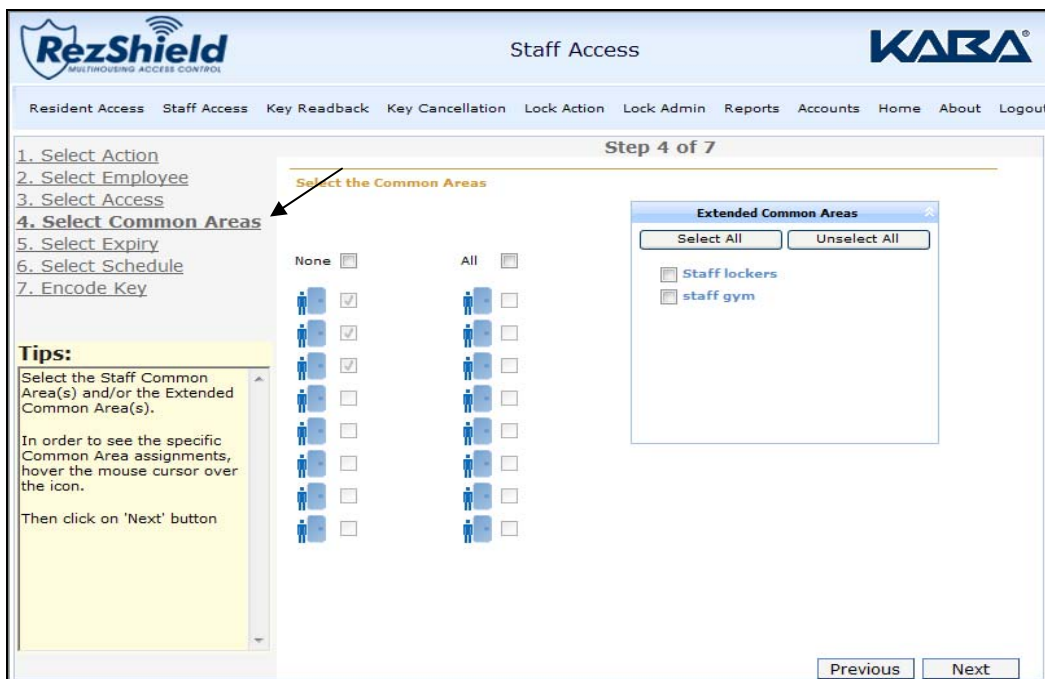 RezShield
MULTIHOUSING ACCESS CONTROL
Staff Access
KABA®
Resident Access Staff Access Key Readback Key Cancellation Lock Action Lock Admin Reports Accounts Home About Logout
1. Select Action
2. Select Employee
3. Select Access
4. Select Common Areas
5. Select Expiry
6. Select Schedule
7. Encode Key
Tips:
Select the Staff Common
Area(s) and/or the Extended
Common Area(s).
In order to see the specific
Common Area assignments,
hover the mouse cursor over
the icon.
Then click on 'Next' button
Step 4 of 7
Select the Common Areas
None All
Extended Common Areas
Select All Unselect All
Staff lockers
staff gym
Previous Next